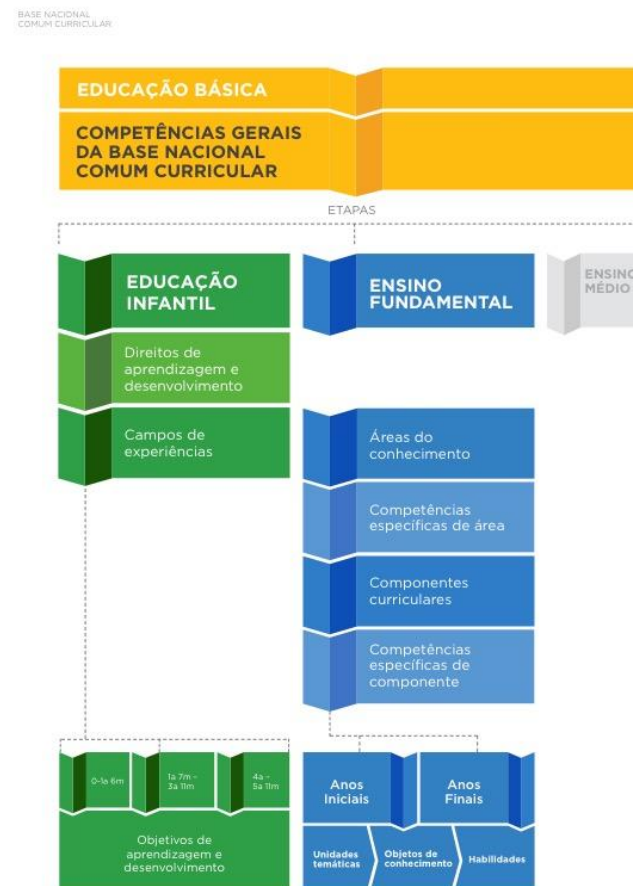 BASE NACIONAL
COMUM CURRICULAR
EDUCAÇÃO BÁSICA
COMPETÊNCIAS GERAIS
DA BASE NACIONAL
COMUM CURRICULAR
ETAPAS
EDUCAÇÃO
INFANTIL
Direitos de
aprendizagem e
desenvolvimento
Campos de
experiências
ENSINO
FUNDAMENTAL
Áreas do
conhecimento
Competências
específicas de área
Componentes
curriculares
Competências
específicas de
componente
ENSINO
MÉDIO
0-1a 6m
1a 7m –
3a 11m
4a –
5a 11m
Objetivos de
aprendizagem e
desenvolvimento
Anos
Iniciais
Anos
Finais
Unidades
temáticas
Objetos de
conhecimento
Habilidades